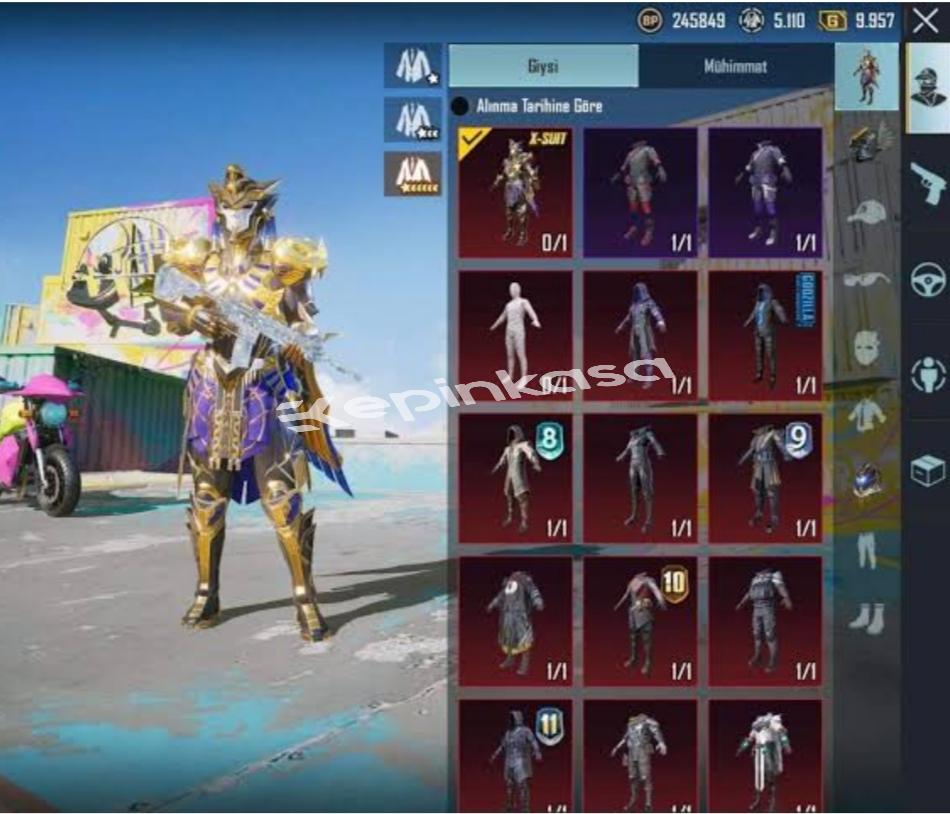 BP 245849 5.110 G 9.957
Giysi Mühimmat
Alınma Tarihine Göre
X-SUIT
0/1 1/1 1/1
GODZILLA
0/1 1/1 1/1
epinkasa
8 9
1/1 1/1 1/1
10
1/1 1/1 1/1
11